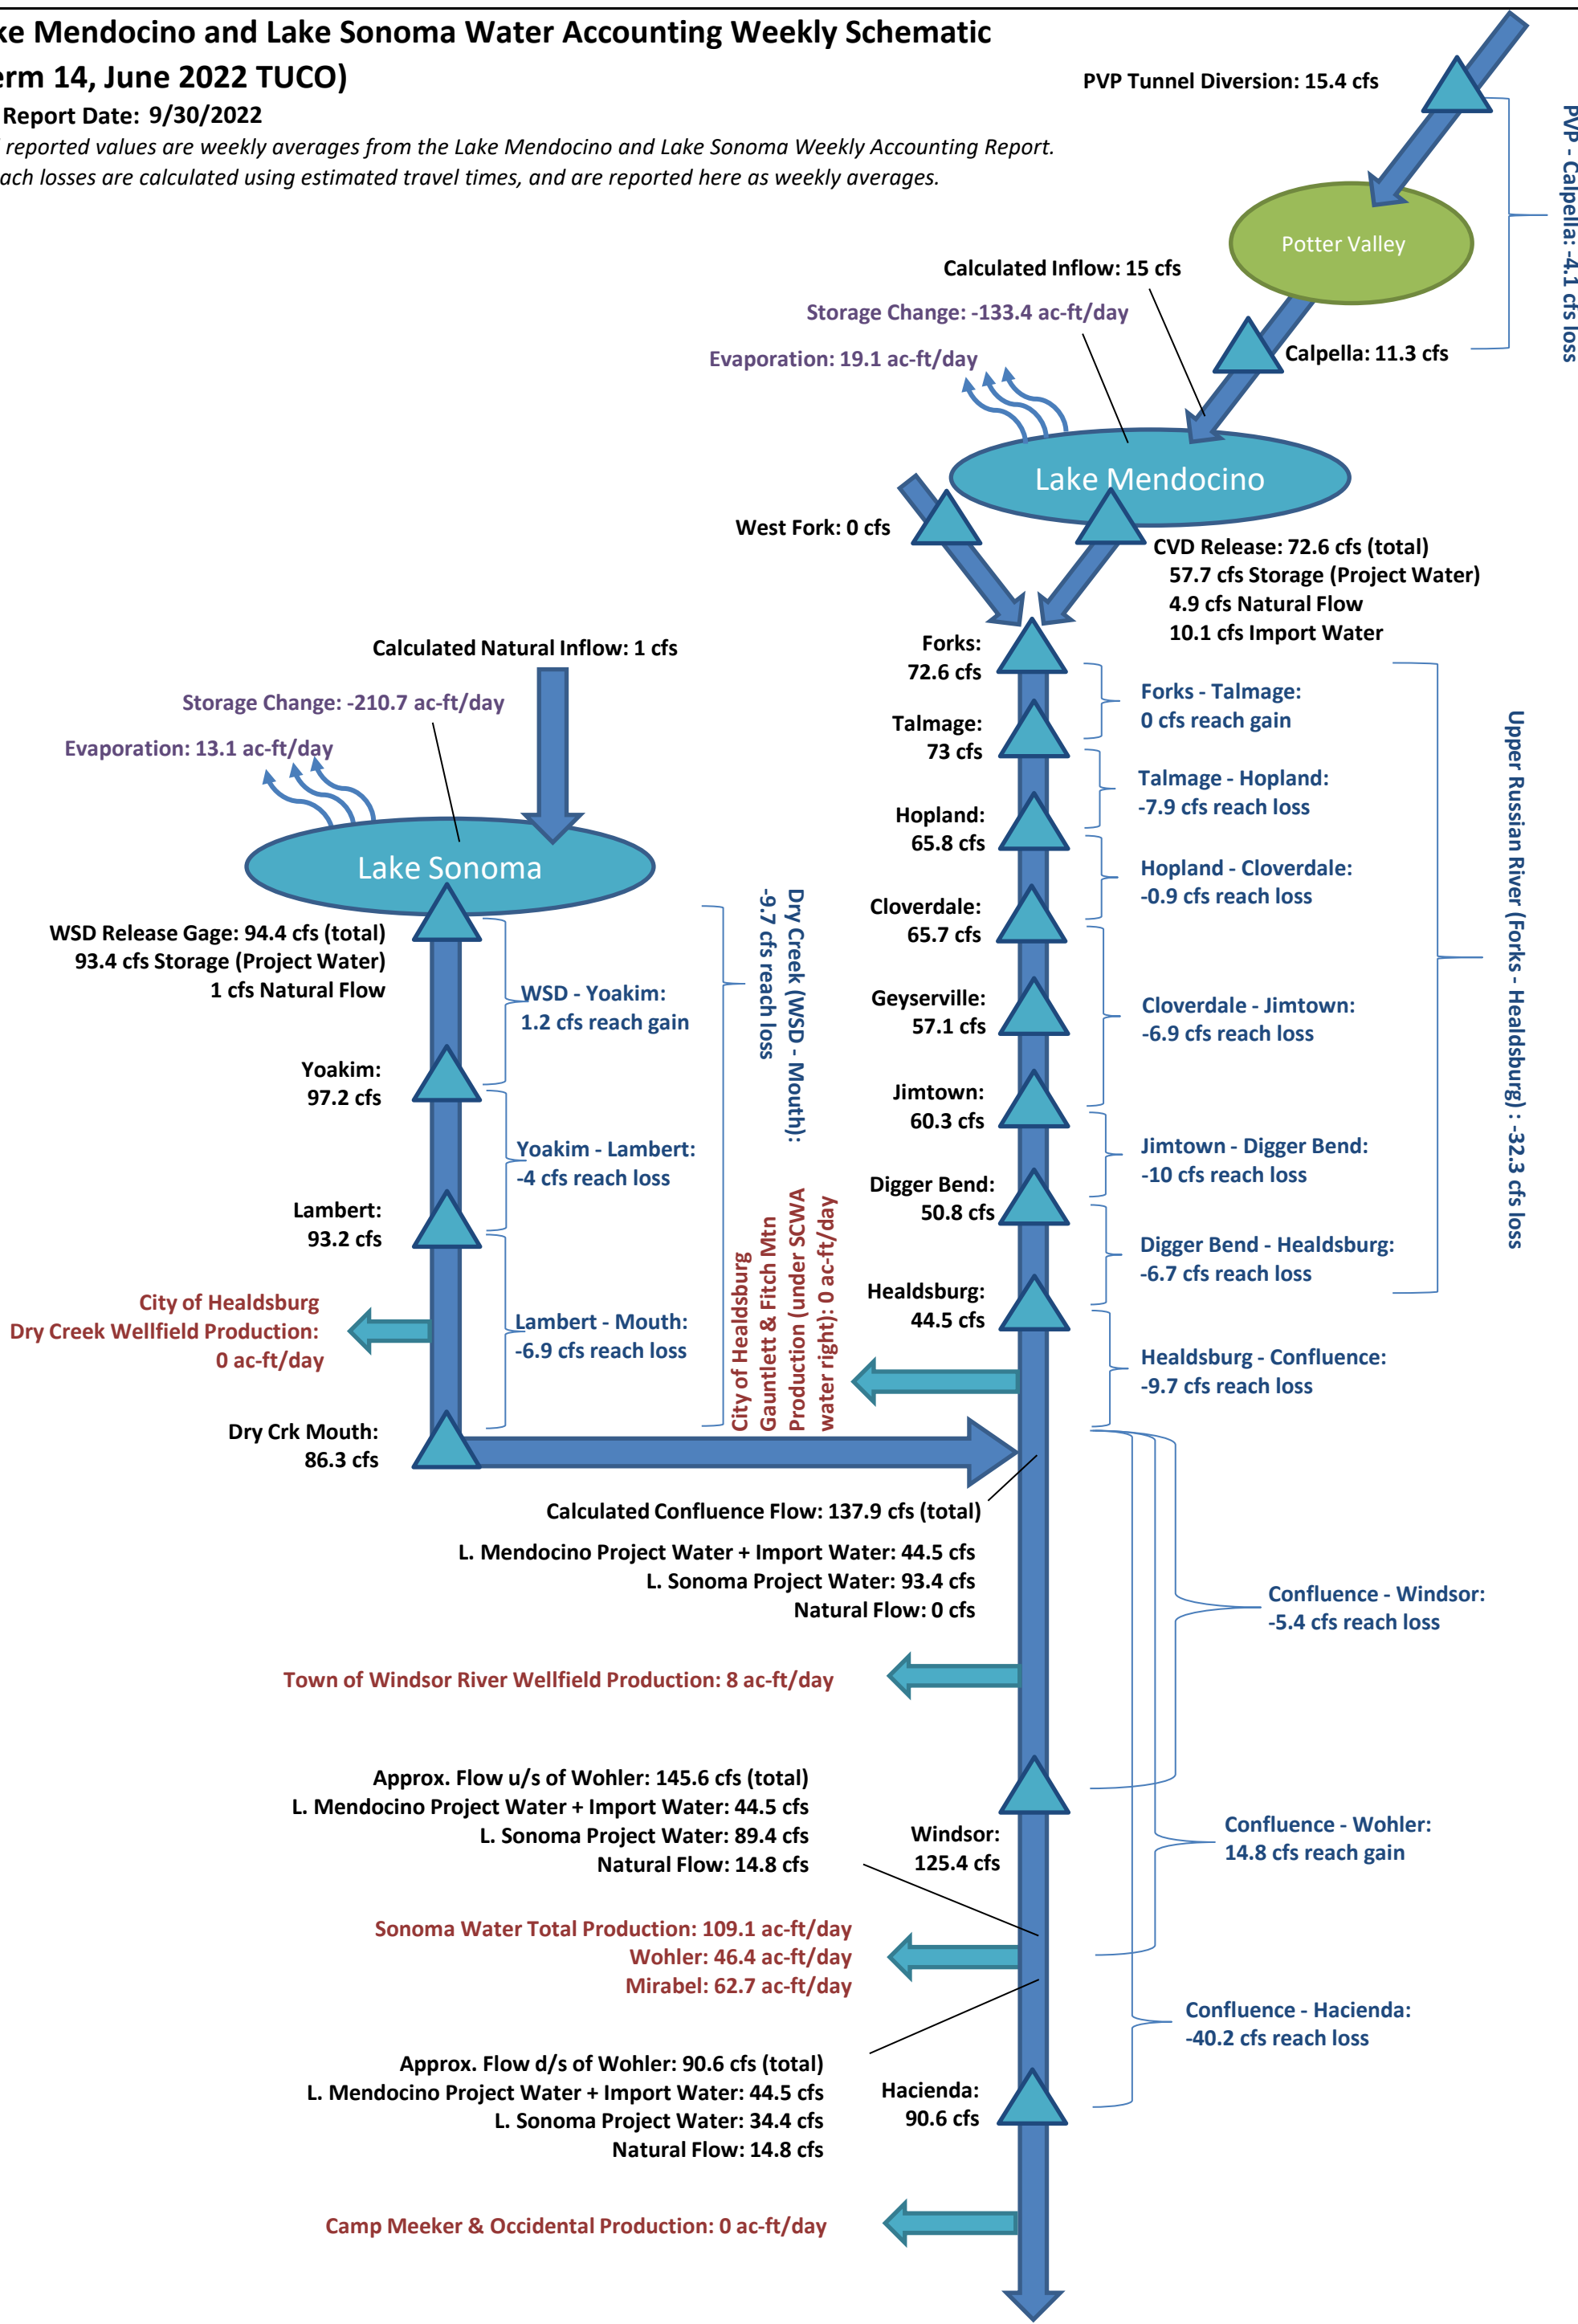 ke Mendocino and Lake Sonoma Water Accounting Weekly Schematic
erm 14, June 2022 TUCO)
Report Date: 9/30/2022
reported values are weekly averages from the Lake Mendocino and Lake Sonoma Weekly Accounting Report.
ach losses are calculated using estimated travel times, and are reported here as weekly averages.
PVP Tunnel Diversion: 15.4 cfs
PVP - Calpella: -4.1 cfs loss
Potter Valley
Calculated Inflow: 15 cfs
Storage Change: -133.4 ac-ft/day
Evaporation: 19.1 ac-ft/day
Calpella: 11.3 cfs
Lake Mendocino
West Fork: 0 cfs
CVD Release: 72.6 cfs (total)
57.7 cfs Storage (Project Water)
4.9 cfs Natural Flow
10.1 cfs Import Water
Forks:
72.6 cfs
Forks - Talmage:
0 cfs reach gain
Talmage:
73 cfs
Talmage - Hopland:
-7.9 cfs reach loss
Hopland:
65.8 cfs
Hopland - Cloverdale:
-0.9 cfs reach loss
Cloverdale:
65.7 cfs
Geyserville:
57.1 cfs
Cloverdale - Jimtown:
-6.9 cfs reach loss
Jimtown:
60.3 cfs
Jimtown - Digger Bend:
-10 cfs reach loss
Digger Bend:
50.8 cfs
Digger Bend - Healdsburg:
-6.7 cfs reach loss
Healdsburg:
44.5 cfs
Healdsburg - Confluence:
-9.7 cfs reach loss
Upper Russian River (Forks - Healdsburg) : -32.3 cfs loss
Calculated Natural Inflow: 1 cfs
Storage Change: -210.7 ac-ft/day
Evaporation: 13.1 ac-ft/day
Lake Sonoma
WSD Release Gage: 94.4 cfs (total)
93.4 cfs Storage (Project Water)
1 cfs Natural Flow
WSD - Yoakim:
1.2 cfs reach gain
Yoakim:
97.2 cfs
Yoakim - Lambert:
-4 cfs reach loss
Lambert:
93.2 cfs
City of Healdsburg
Dry Creek Wellfield Production:
0 ac-ft/day
Lambert - Mouth:
-6.9 cfs reach loss
Dry Creek (WSD - Mouth):
-9.7 cfs reach loss
City of Healdsburg
Gauntlett & Fitch Mtn
Production (under SCWA
water right): 0 ac-ft/day
Dry Crk Mouth:
86.3 cfs
Calculated Confluence Flow: 137.9 cfs (total)
L. Mendocino Project Water + Import Water: 44.5 cfs
L. Sonoma Project Water: 93.4 cfs
Natural Flow: 0 cfs
Confluence - Windsor:
-5.4 cfs reach loss
Town of Windsor River Wellfield Production: 8 ac-ft/day
Approx. Flow u/s of Wohler: 145.6 cfs (total)
L. Mendocino Project Water + Import Water: 44.5 cfs
L. Sonoma Project Water: 89.4 cfs
Natural Flow: 14.8 cfs
Windsor:
125.4 cfs
Confluence - Wohler:
14.8 cfs reach gain
Sonoma Water Total Production: 109.1 ac-ft/day
Wohler: 46.4 ac-ft/day
Mirabel: 62.7 ac-ft/day
Confluence - Hacienda:
-40.2 cfs reach loss
Approx. Flow d/s of Wohler: 90.6 cfs (total)
L. Mendocino Project Water + Import Water: 44.5 cfs
L. Sonoma Project Water: 34.4 cfs
Natural Flow: 14.8 cfs
Hacienda:
90.6 cfs
Camp Meeker & Occidental Production: 0 ac-ft/day